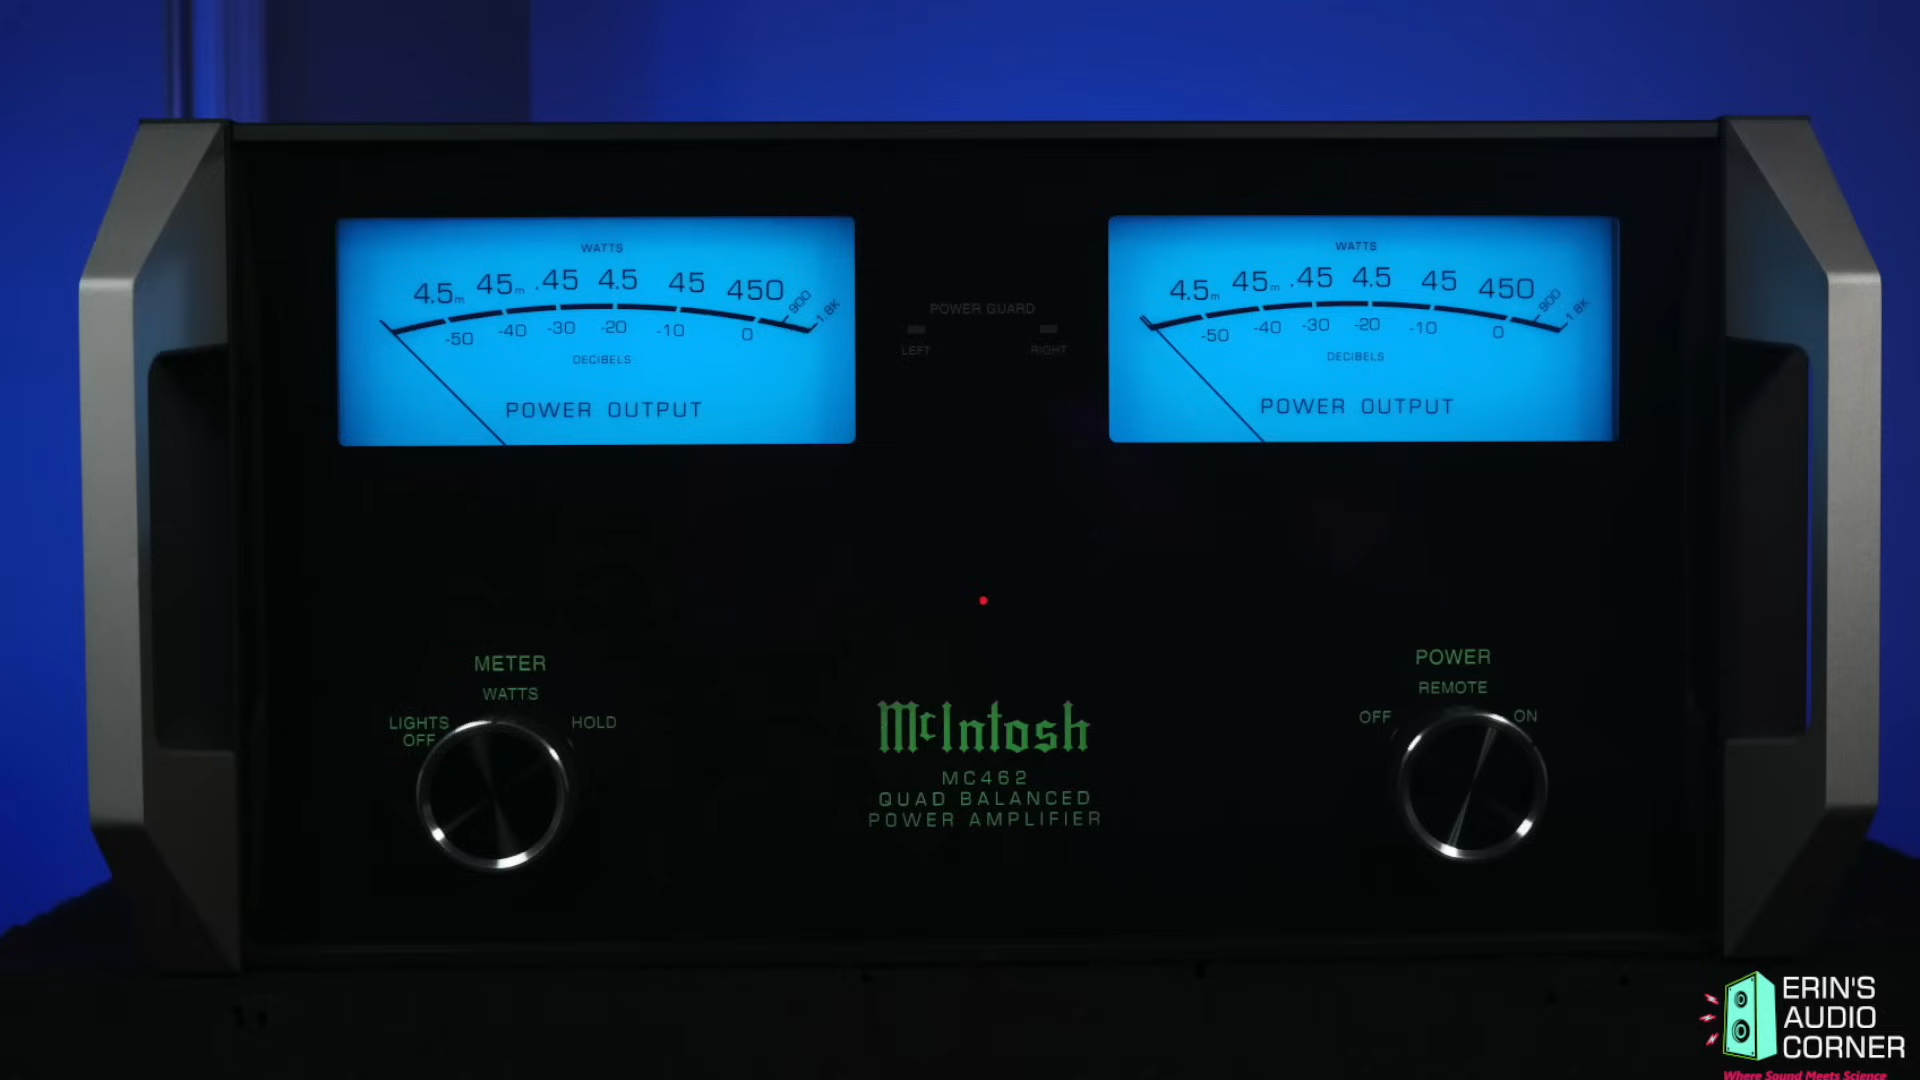 WATTS
4.5m 45m .45 4.5 45 450 900 1.8K
-50 -40 -30 -20 -10 0
DECIBELS
POWER OUTPUT
POWER GUARD
LEFT RIGHT
WATTS
4.5m 45m .45 4.5 45 450 900 1.8K
-50 -40 -30 -20 -10 0
DECIBELS
POWER OUTPUT
METER
WATTS
LIGHTS
OFF
HOLD
McIntosh
MC462
QUAD BALANCED
POWER AMPLIFIER
POWER
REMOTE
OFF ON
ERIN'S
AUDIO
CORNER
Where Sound Meets Science